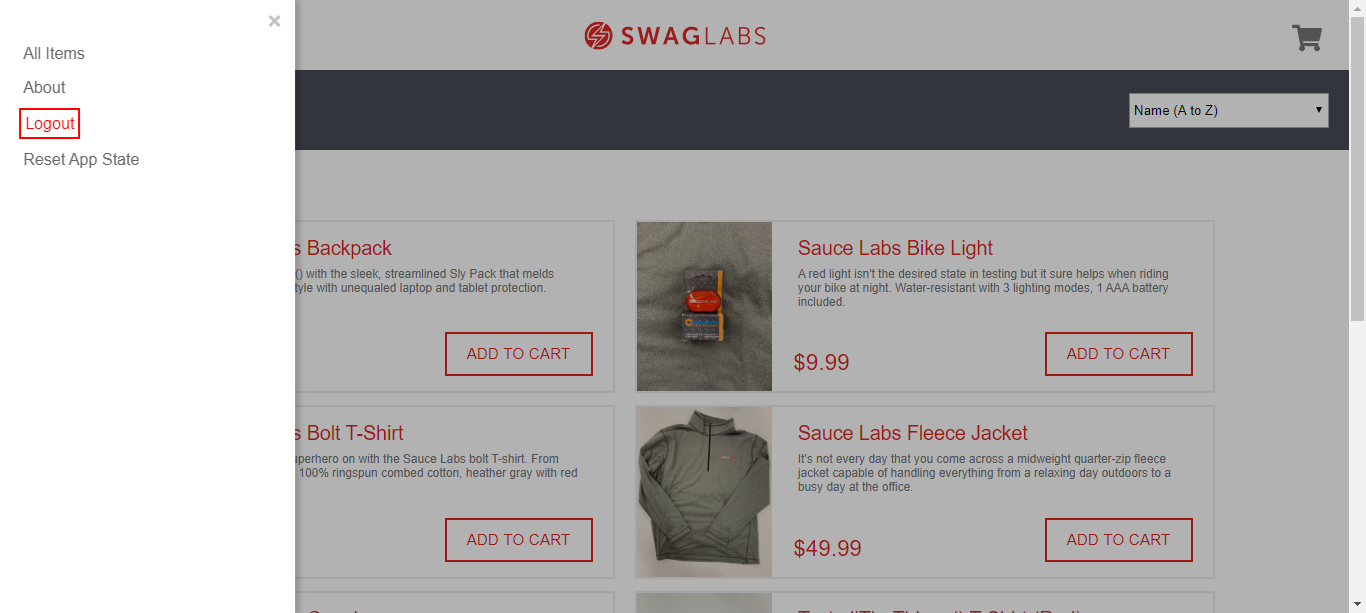 ×
All Items
About
Logout
Reset App State
SWAGLABS
Name (A to Z)
s Backpack
() with the sleek, streamlined Sly Pack that melds
tyle with unequaled laptop and tablet protection.
ADD TO CART
Sauce Labs Bike Light
A red light isn't the desired state in testing but it sure helps when riding
your bike at night. Water-resistant with 3 lighting modes, 1 AAA battery
included.
$9.99
ADD TO CART
s Bolt T-Shirt
uperhero on with the Sauce Labs bolt T-shirt. From
100% ringspun combed cotton, heather gray with red
ADD TO CART
Sauce Labs Fleece Jacket
It's not every day that you come across a midweight quarter-zip fleece
jacket capable of handling everything from a relaxing day outdoors to a
busy day at the office.
$49.99
ADD TO CART